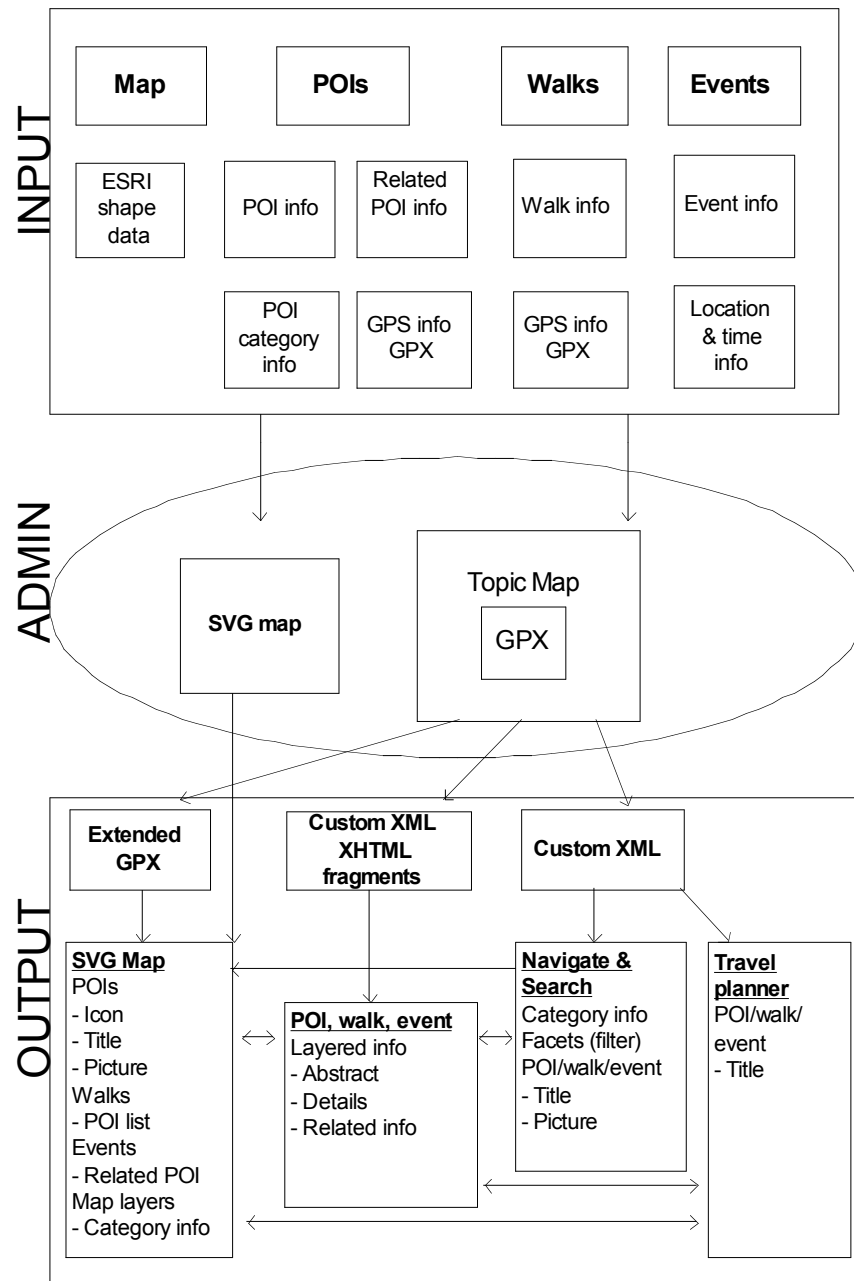 INPUT
Map
POIs
Walks
Events
ESRI
shape
data
POI info
Related
POI info
Walk info
Event info
POI
category
info
GPS info
GPX
GPS info
GPX
Location
& time
info
ADMIN
SVG map
Topic Map
GPX
OUTPUT
Extended
GPX
Custom XML
XHTML
fragments
Custom XML
SVG Map
POIs
- Icon
- Title
- Picture
Walks
- POI list
Events
- Related POI
Map layers
- Category info
POI, walk, event
Layered info
- Abstract
- Details
- Related info
Navigate &
Search
Category info
Facets (filter)
POI/walk/event
- Title
- Picture
Travel
planner
POI/walk/
event
- Title